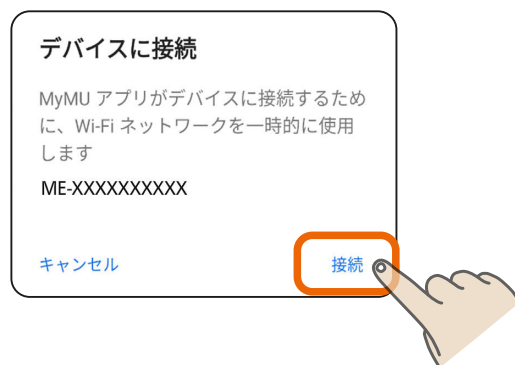 デバイスに接続
MyMU アプリがデバイスに接続するため
に、Wi-Fi ネットワークを一時的に使用
します
ME-XXXXXXXXXX
キャンセル
接続